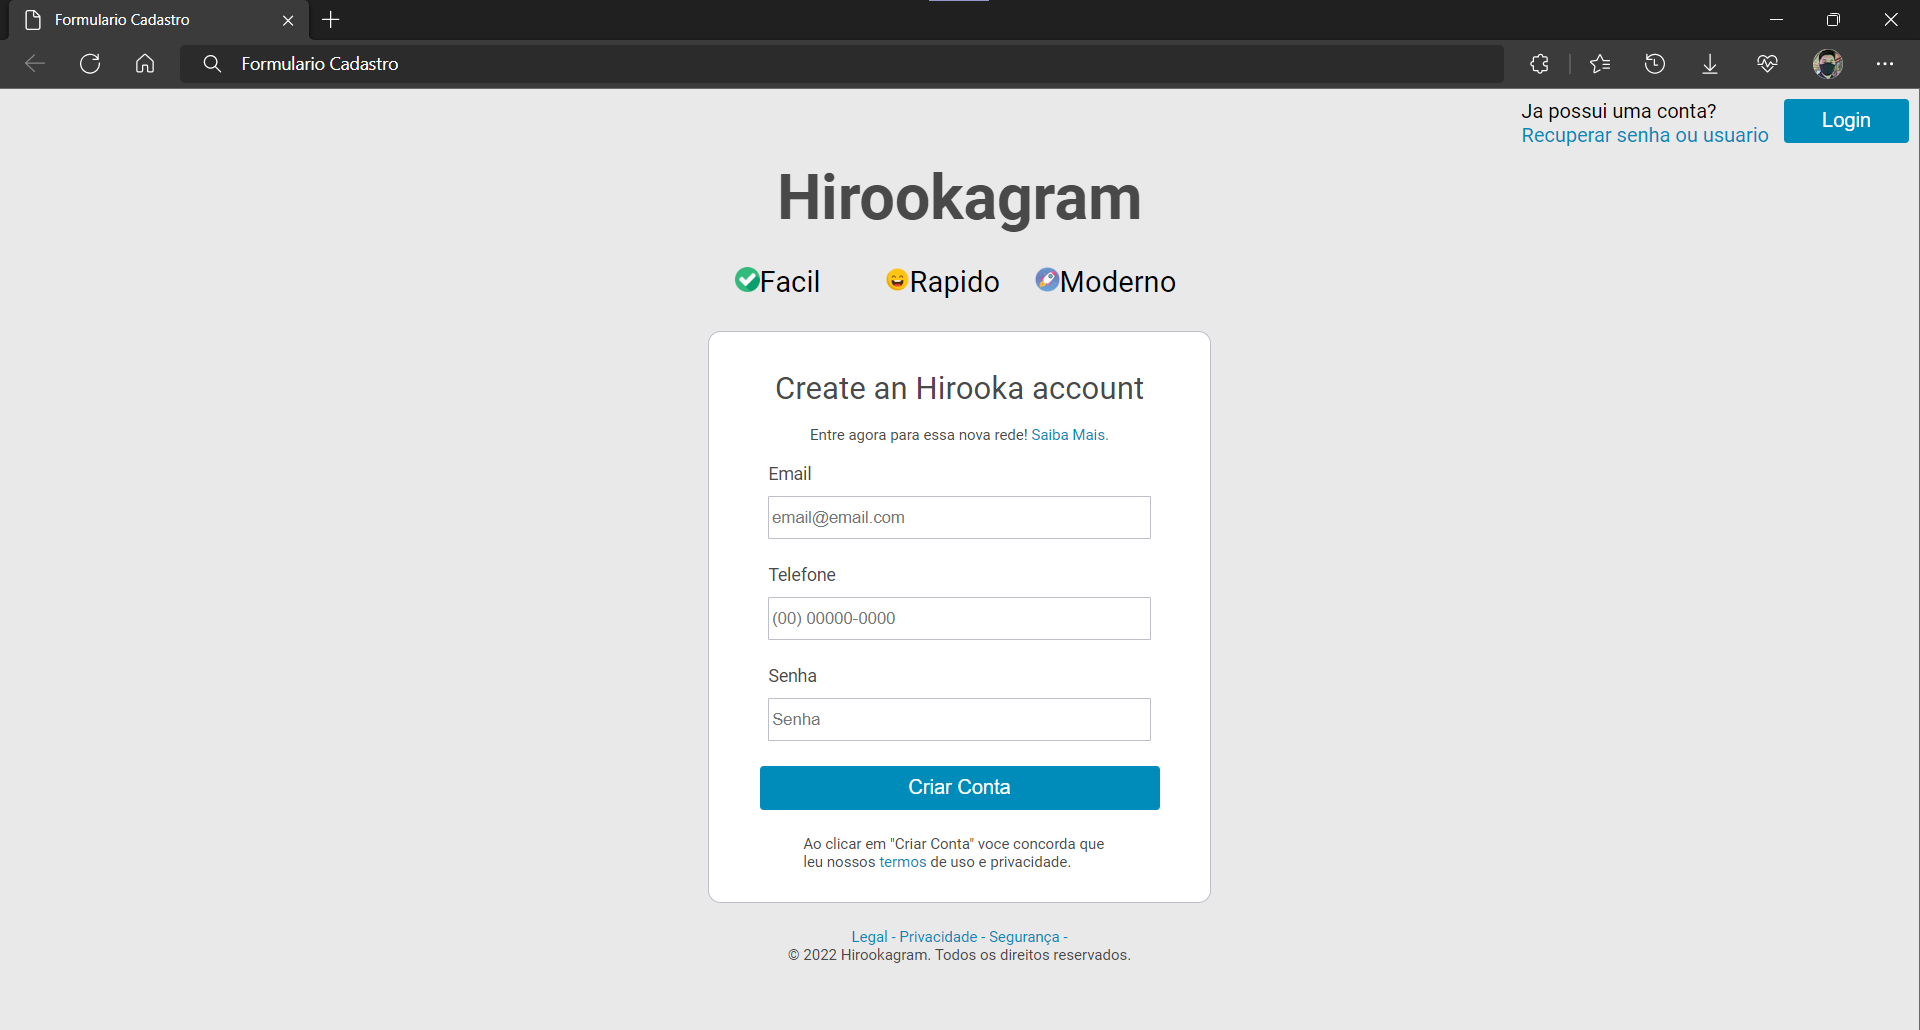 Formulario Cadastro
Formulario Cadastro
Ja possui uma conta?
Recuperar senha ou usuario
Login
Hirookagram
Facil
Rapido
Moderno
Create an Hirooka account
Entre agora para essa nova rede! Saiba Mais.
Email
email@email.com
Telefone
(00) 00000-0000
Senha
Senha
Criar Conta
Ao clicar em "Criar Conta" voce concorda que
leu nossos termos de uso e privacidade.
Legal - Privacidade - Segurança -
© 2022 Hirookagram. Todos os direitos reservados.